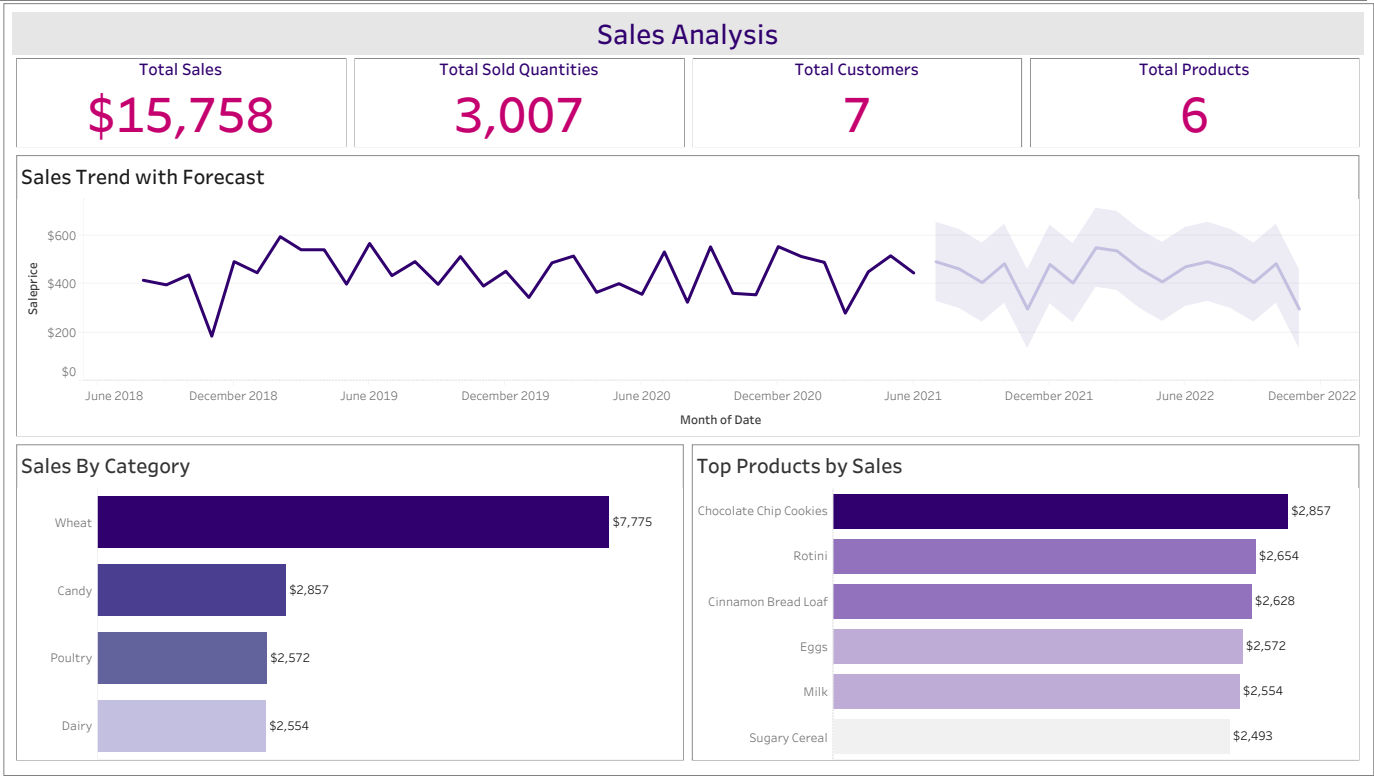 Sales Analysis
Total Sales
$15,758
Total Sold Quantities
3,007
Total Customers
7
Total Products
6
Sales Trend with Forecast
Saleprice
$600
$400
$200
$0
June 2018 December 2018 June 2019 December 2019 June 2020 December 2020 June 2021 December 2021 June 2022 December 2022
Month of Date
Sales By Category
Wheat $7,775
Candy $2,857
Poultry $2,572
Dairy $2,554
Top Products by Sales
Chocolate Chip Cookies $2,857
Rotini $2,654
Cinnamon Bread Loaf $2,628
Eggs $2,572
Milk $2,554
Sugary Cereal $2,493